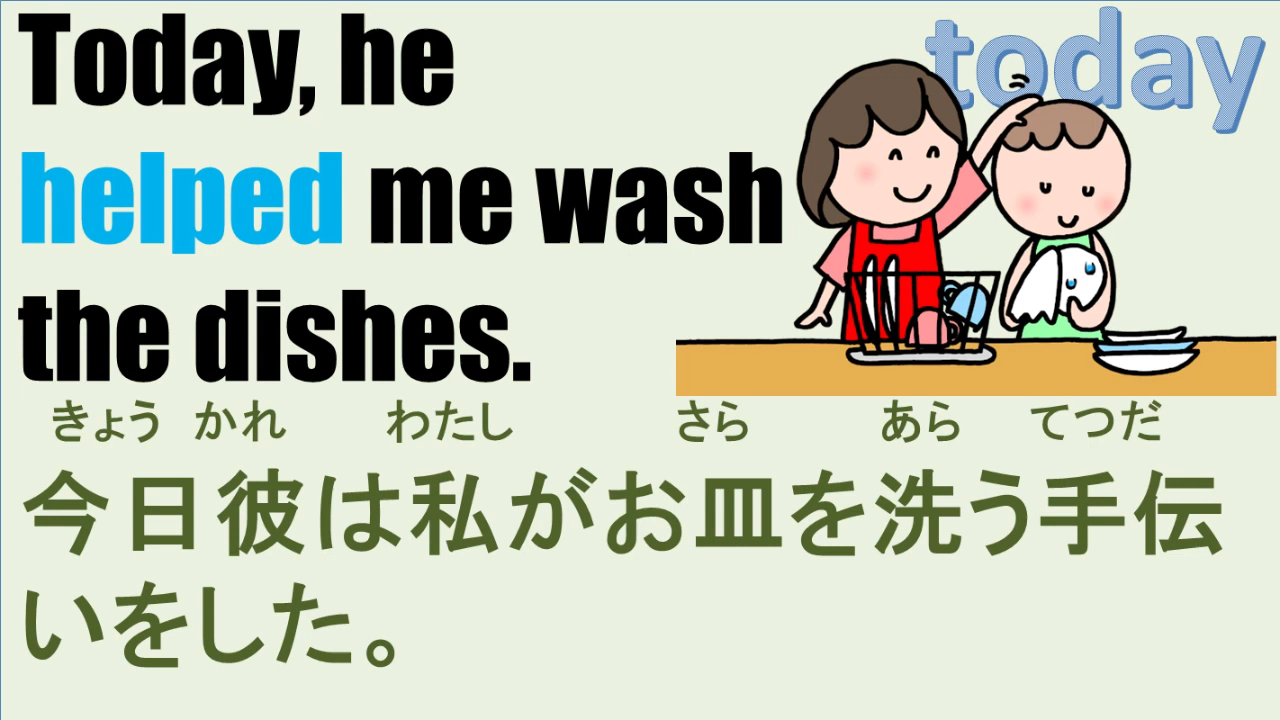 Today, he
today
helped me wash
the dishes.
きょう かれ わたし さら あら てつだ
今日彼は私がお皿を洗う手伝
いをした。